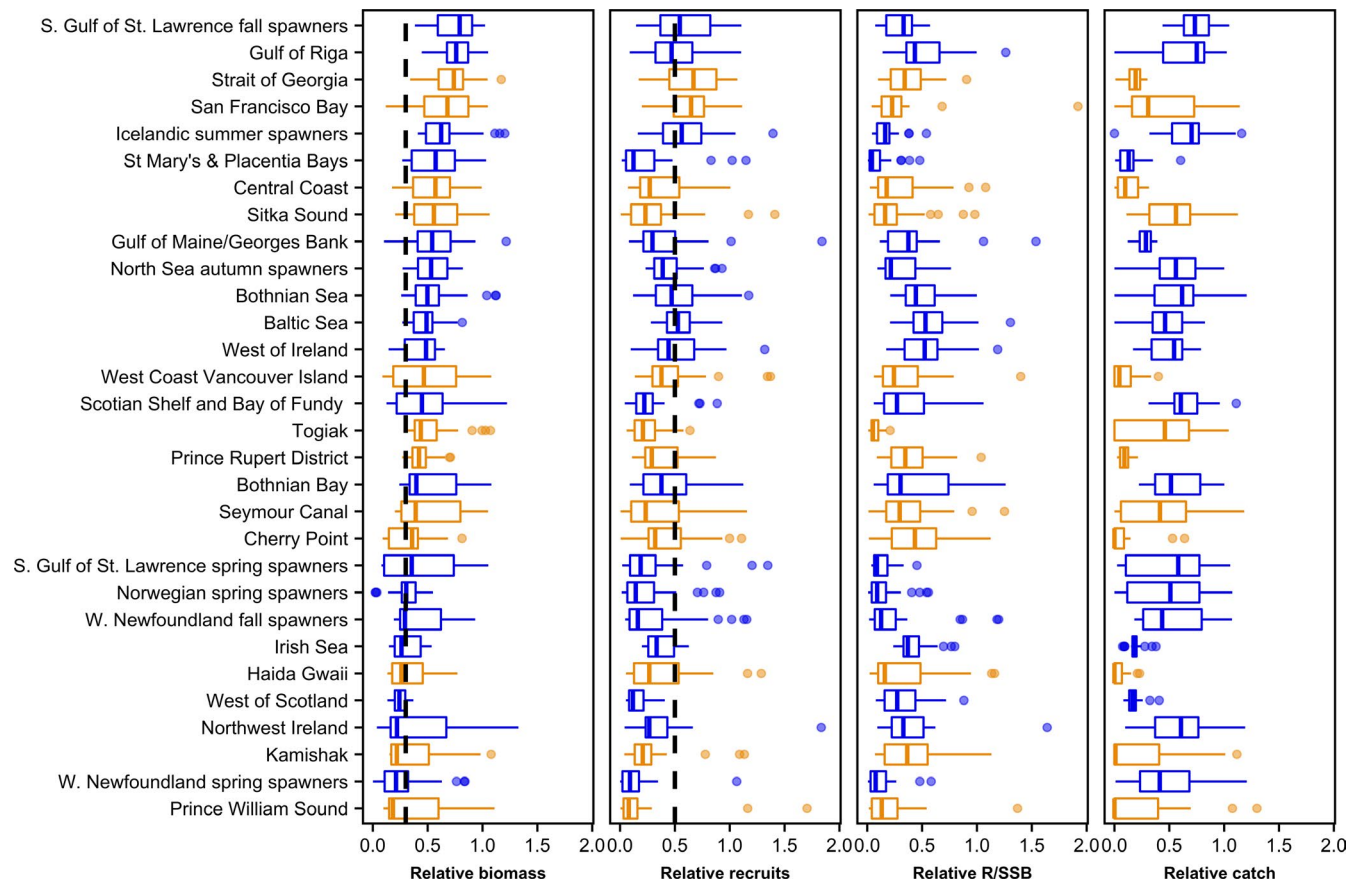 S. Gulf of St. Lawrence fall spawners
Gulf of Riga
Strait of Georgia
San Francisco Bay
Icelandic summer spawners
St Mary's & Placentia Bays
Central Coast
Sitka Sound
Gulf of Maine/Georges Bank
North Sea autumn spawners
Bothnian Sea
Baltic Sea
West of Ireland
West Coast Vancouver Island
Scotian Shelf and Bay of Fundy
Togiak
Prince Rupert District
Bothnian Bay
Seymour Canal
Cherry Point
S. Gulf of St. Lawrence spring spawners
Norwegian spring spawners
W. Newfoundland fall spawners
Irish Sea
Haida Gwaii
West of Scotland
Northwest Ireland
Kamishak
W. Newfoundland spring spawners
Prince William Sound
0.0 0.5 1.0 1.5 2.0 0.0 0.5 1.0 1.5 2.0 0.0 0.5 1.0 1.5 2.0 0.0 0.5 1.0 1.5 2.0
Relative biomass Relative recruits Relative R/SSB Relative catch